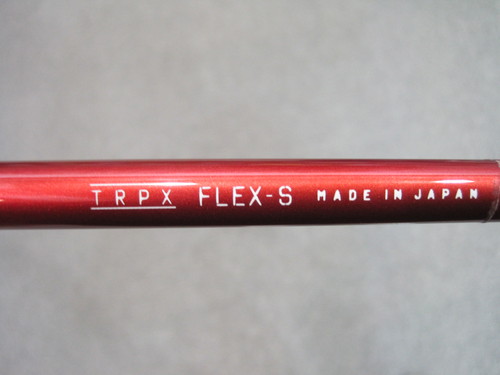 TRPX FLEX-S MADE IN JAPAN